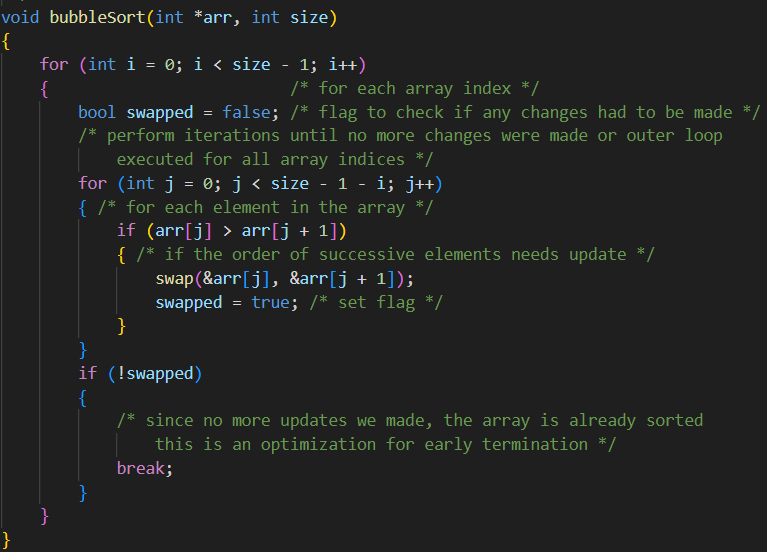 void bubbleSort(int *arr, int size)
{
    for (int i = 0; i < size - 1; i++)
    {                         /* for each array index */
        bool swapped = false; /* flag to check if any changes had to be made */
        /* perform iterations until no more changes were made or outer loop
            executed for all array indices */
        for (int j = 0; j < size - 1 - i; j++)
        { /* for each element in the array */
            if (arr[j] > arr[j + 1])
            { /* if the order of successive elements needs update */
                swap(&arr[j], &arr[j + 1]);
                swapped = true; /* set flag */
            }
        }
        if (!swapped)
        {
            /* since no more updates we made, the array is already sorted
                this is an optimization for early termination */
            break;
        }
    }
}